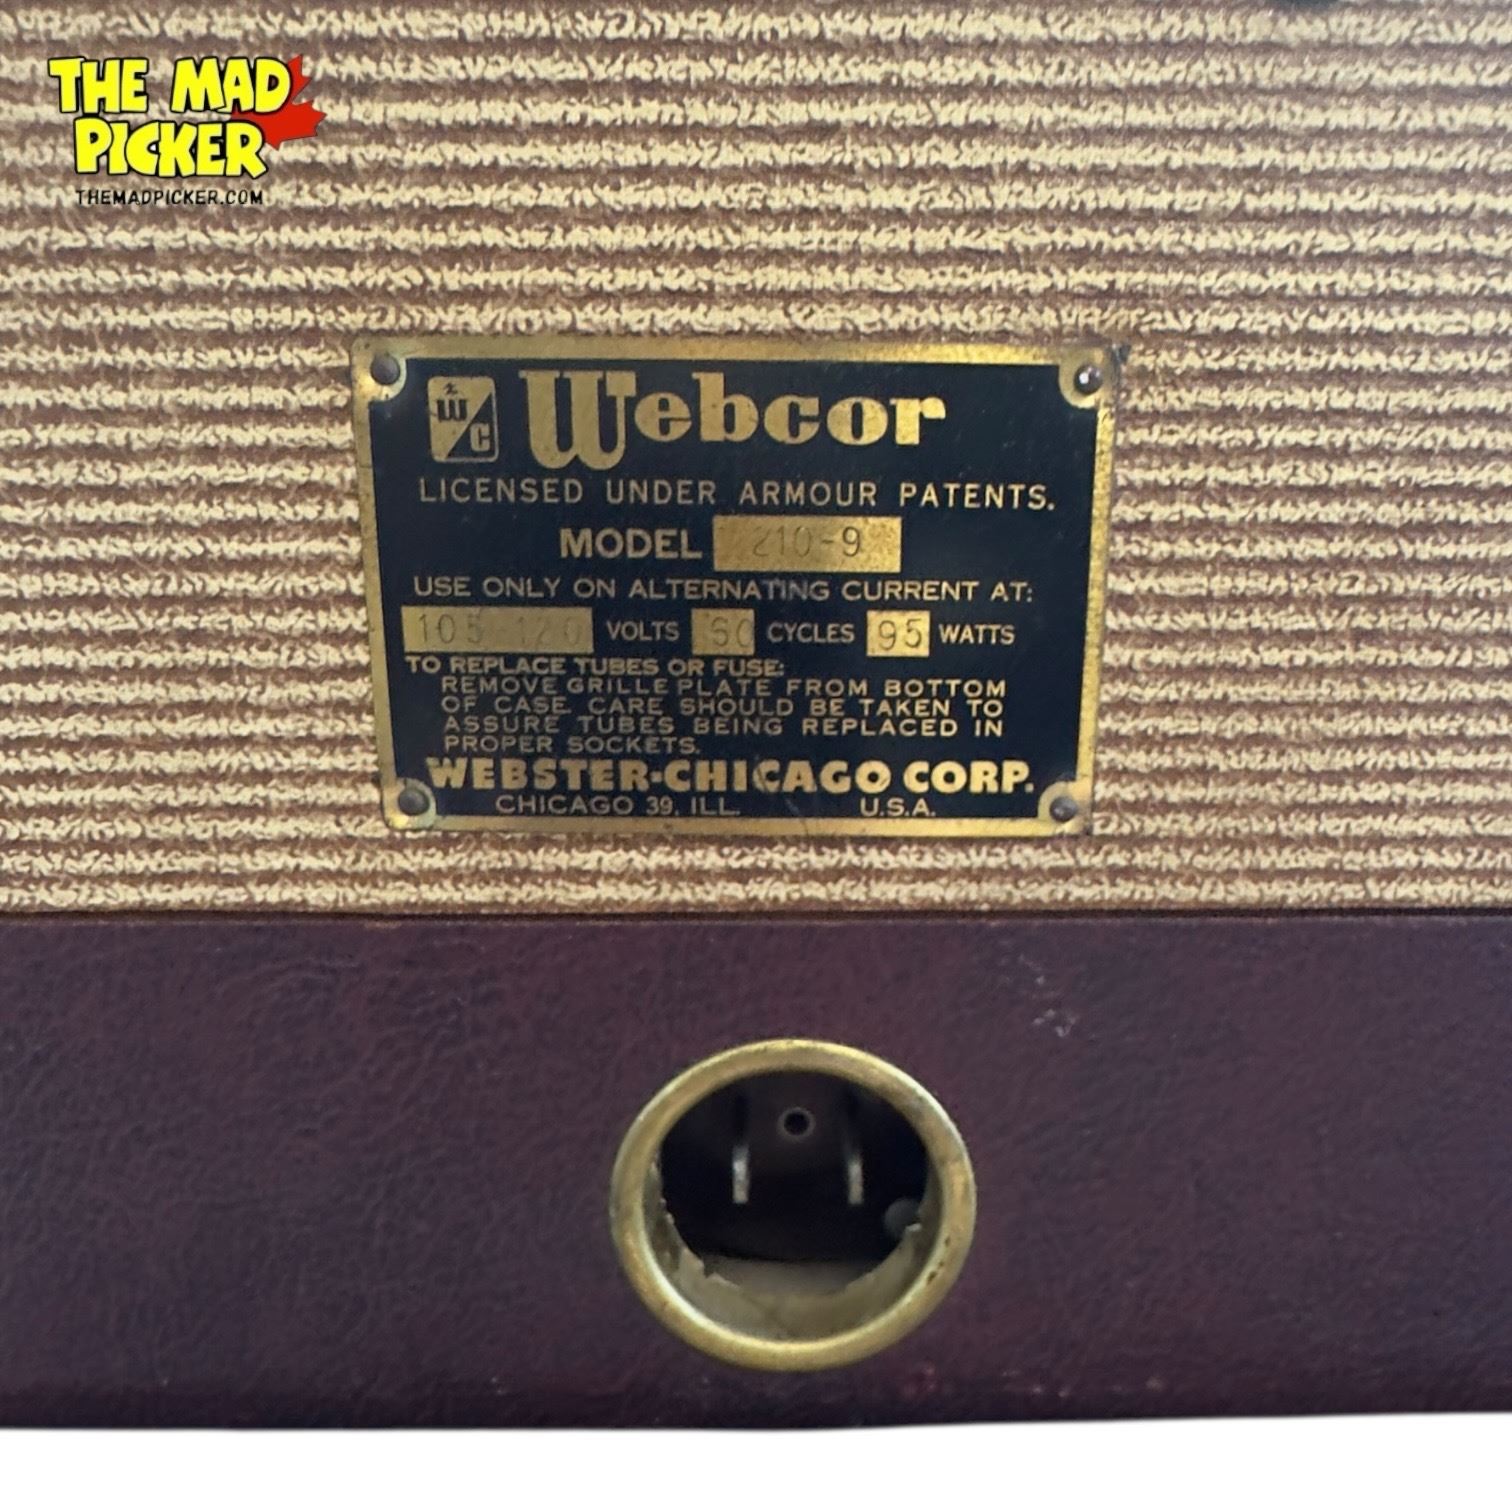 THE MAD
PICKER
THEMADPICKER.COM
W
C
Webcor
LICENSED UNDER ARMOUR PATENTS.
MODEL 210-9
USE ONLY ON ALTERNATING CURRENT AT:
105-120 VOLTS 60 CYCLES 95 WATTS
TO REPLACE TUBES OR FUSE:
REMOVE GRILLE PLATE FROM BOTTOM
OF CASE. CARE SHOULD BE TAKEN TO
ASSURE TUBES BEING REPLACED IN
PROPER SOCKETS.
WEBSTER-CHICAGO CORP.
CHICAGO 39, ILL. U.S.A.